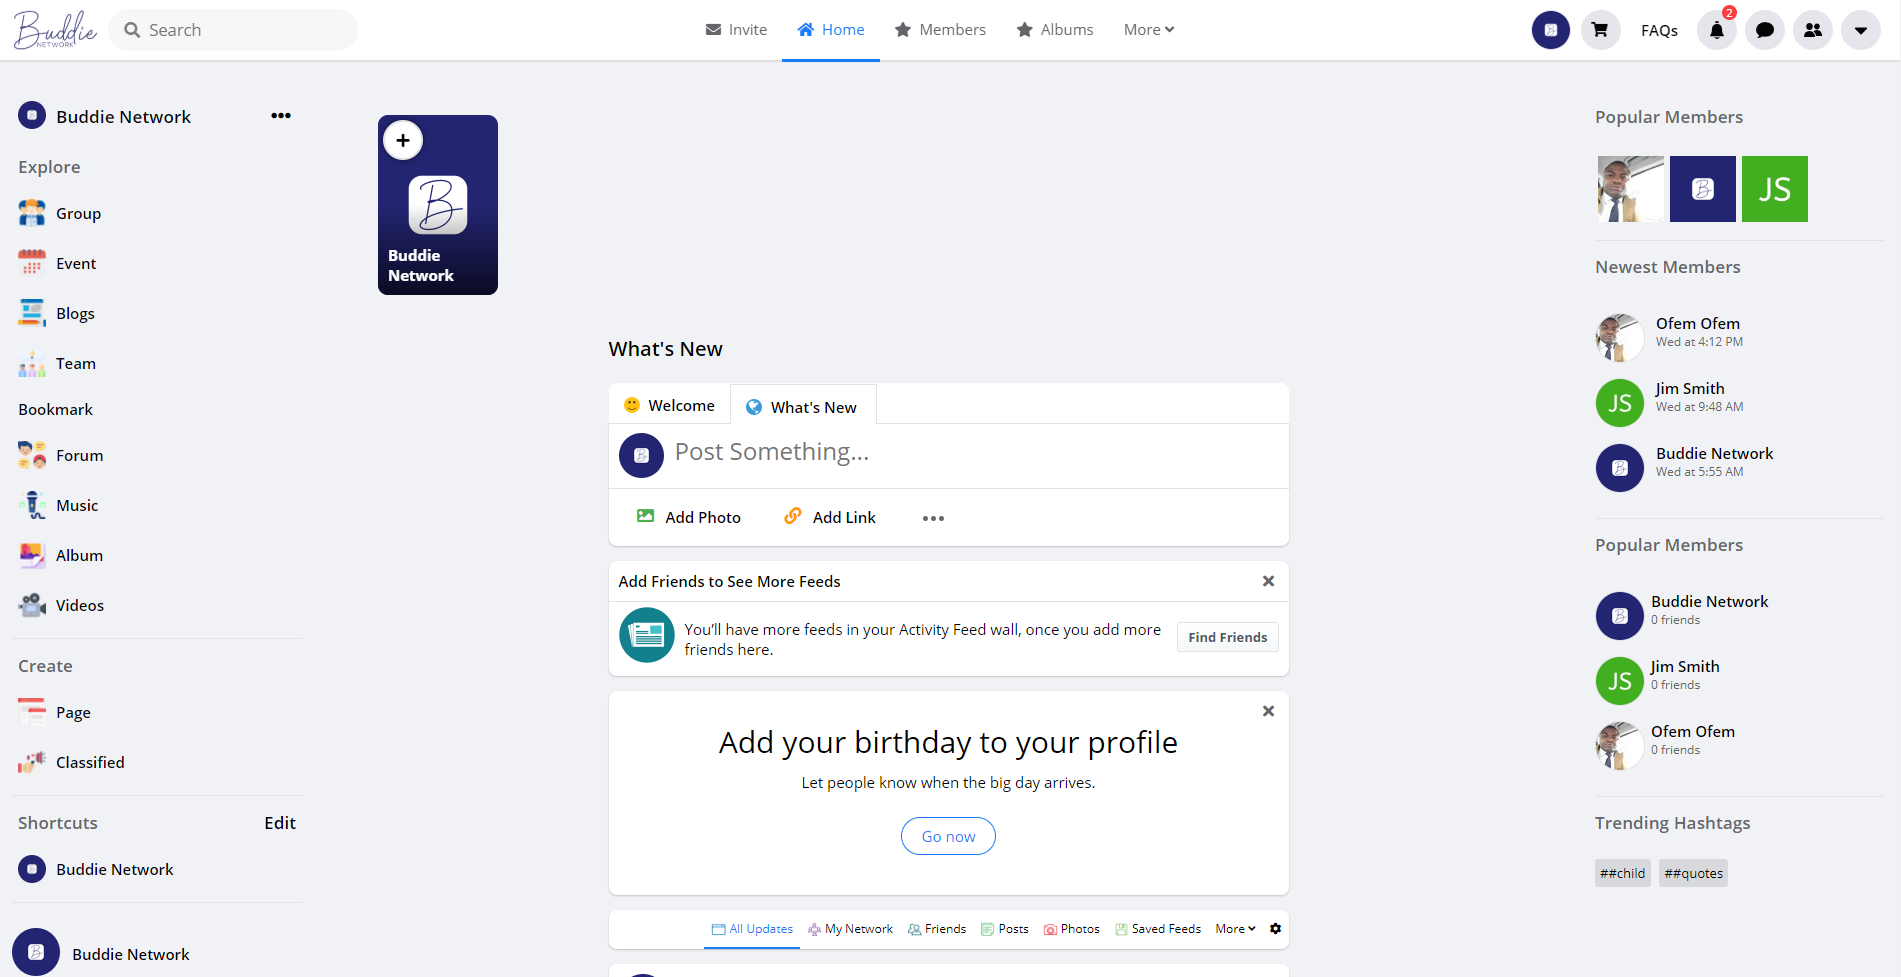 Buddie
NETWORK
Search
Invite
Home
Members
Albums
More
FAQs
2
Buddie Network
Explore
Group
Event
Blogs
Team
Bookmark
Forum
Music
Album
Videos
Create
Page
Classified
Shortcuts
Edit
Buddie Network
Buddie Network
B
Buddie
Network
What's New
Welcome
What's New
Post Something...
Add Photo
Add Link
Add Friends to See More Feeds
You'll have more feeds in your Activity Feed wall, once you add more
friends here.
Find Friends
Add your birthday to your profile
Let people know when the big day arrives.
Go now
All Updates
My Network
Friends
Posts
Photos
Saved Feeds
More
Popular Members
B
JS
Newest Members
Ofem Ofem
Wed at 4:12 PM
JS
Jim Smith
Wed at 9:48 AM
Buddie Network
Wed at 5:55 AM
Popular Members
Buddie Network
0 friends
JS
Jim Smith
0 friends
Ofem Ofem
0 friends
Trending Hashtags
##child
##quotes